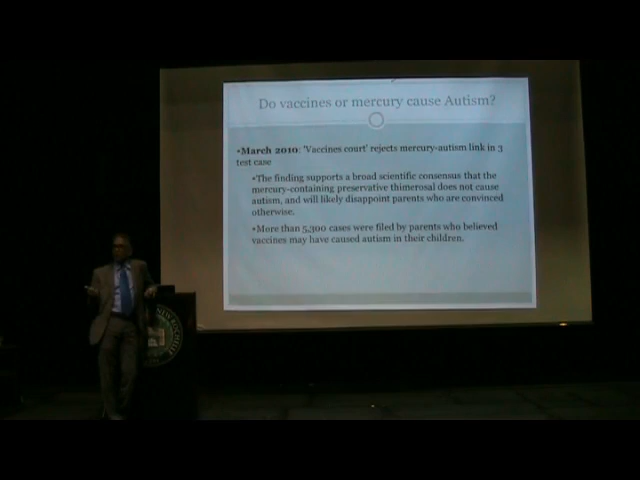 Do vaccines or mercury cause Autism?
•March 2010: 'Vaccines court' rejects mercury-autism link in 3
test case
•The finding supports a broad scientific consensus that the
mercury-containing preservative thimerosal does not cause
autism, and will likely disappoint parents who are convinced
otherwise.
•More than 5,300 cases were filed by parents who believed
vaccines may have caused autism in their children.